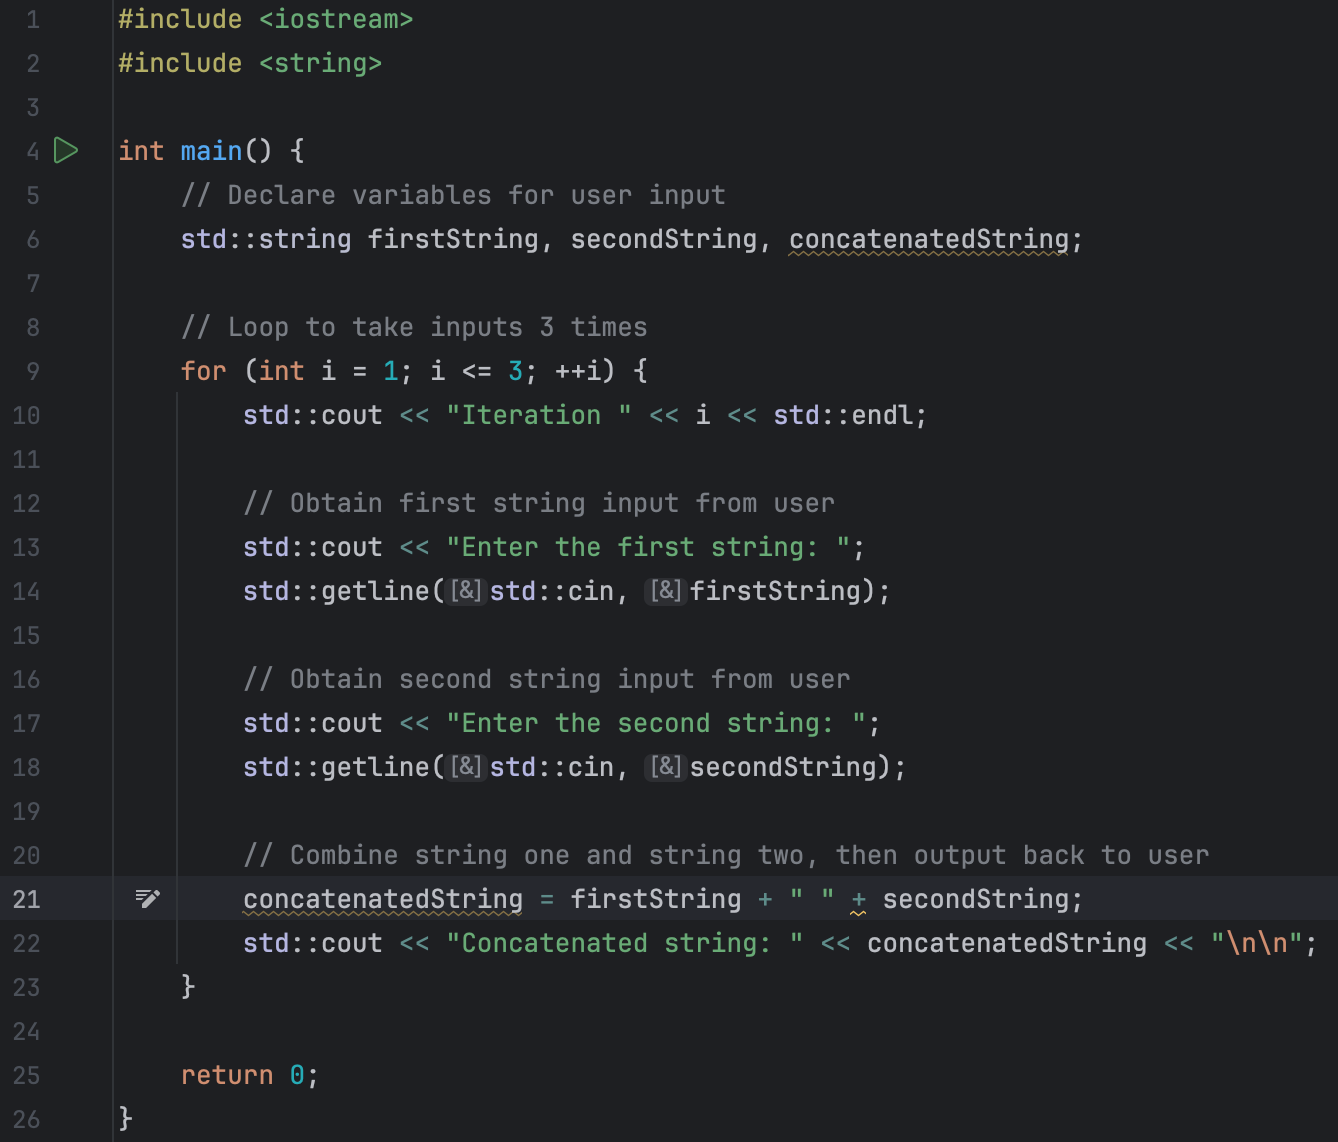 1 #include <iostream>
2 #include <string>
3
4 int main() {
5     // Declare variables for user input
6     std::string firstString, secondString, concatenatedString;
7
8     // Loop to take inputs 3 times
9     for (int i = 1; i <= 3; ++i) {
10         std::cout << "Iteration " << i << std::endl;
11
12         // Obtain first string input from user
13         std::cout << "Enter the first string: ";
14         std::getline([&]std::cin, [&]firstString);
15
16         // Obtain second string input from user
17         std::cout << "Enter the second string: ";
18         std::getline([&]std::cin, [&]secondString);
19
20         // Combine string one and string two, then output back to user
21         concatenatedString = firstString + " " + secondString;
22         std::cout << "Concatenated string: " << concatenatedString << "\n\n";
23     }
24
25     return 0;
26 }